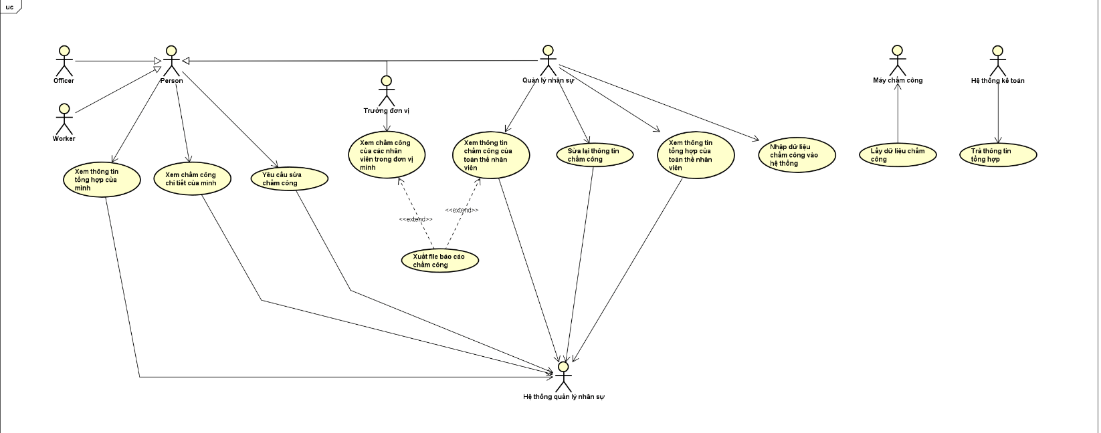 uc
Officer
Person
Quản lý nhân sự
Máy chấm công
Hệ thống kế toán
Trưởng đơn vị
Worker
Xem thông tin
tổng hợp của
mình
Xem chấm công
chi tiết của mình
Yêu cầu sửa
chấm công
Xem chấm công
của các nhân
viên trong đơn vị
mình
Xem thông tin
chấm công của
toàn thể nhân
viên
Sửa lại thông tin
chấm công
Xem thông tin
tổng hợp của
toàn thể nhân
viên
Nhập dữ liệu
chấm công vào
hệ thống
Lấy dữ liệu chấm
công
Trả thông tin
tổng hợp
<<extend>>
<<extend>>
Xuất file báo cáo
chấm công
Hệ thống quản lý nhân sự